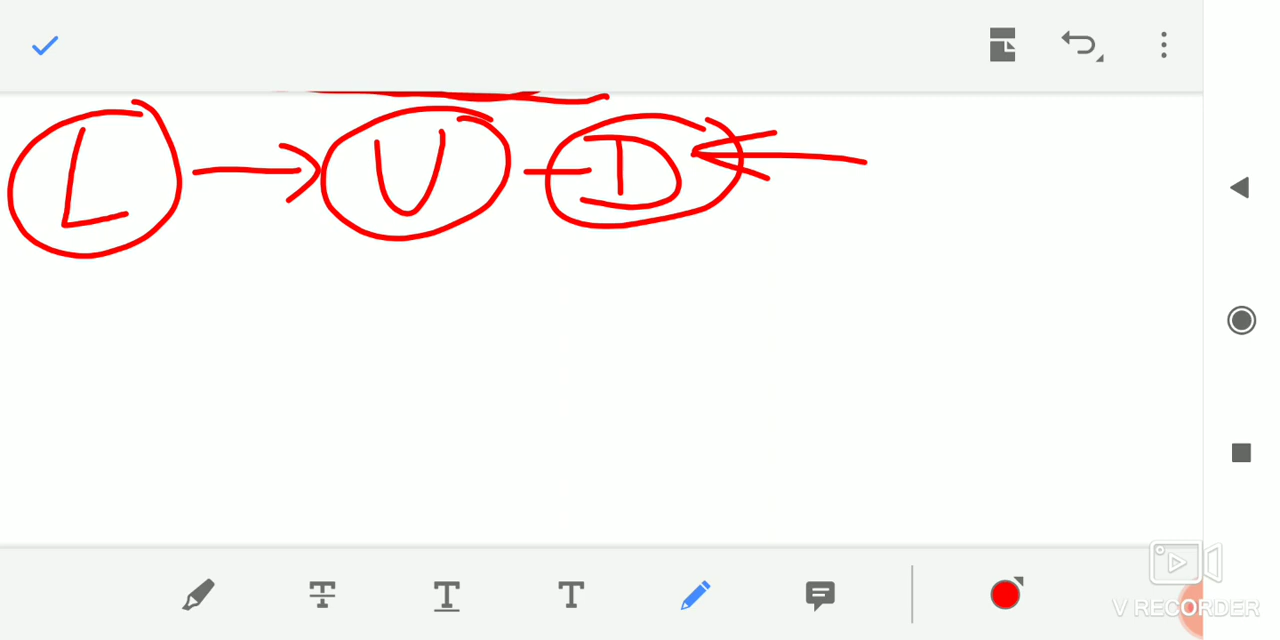 L → U - D ←
V RECORDER